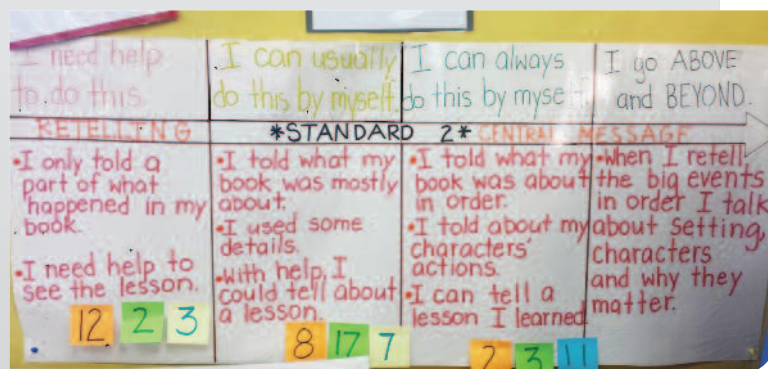 I need help
to do this.
I can usually
do this by myself.
I can always
do this by myself.
I go ABOVE
and BEYOND.
RETELLING *STANDARD 2* CENTRAL MESSAGE
•I only told a
part of what
happened in my
book.
•I need help to
see the lesson.
12 2 3
•I told what my
book was mostly
about.
•I used some
details.
•With help, I
could tell about
a lesson.
8 17 7
•I told what my
book was about
in order.
•I told about my
characters'
actions.
•I can tell a
lesson I learned
2 3 11
•When I retell
the big events
in order I talk
about setting,
characters
and why they
matter.